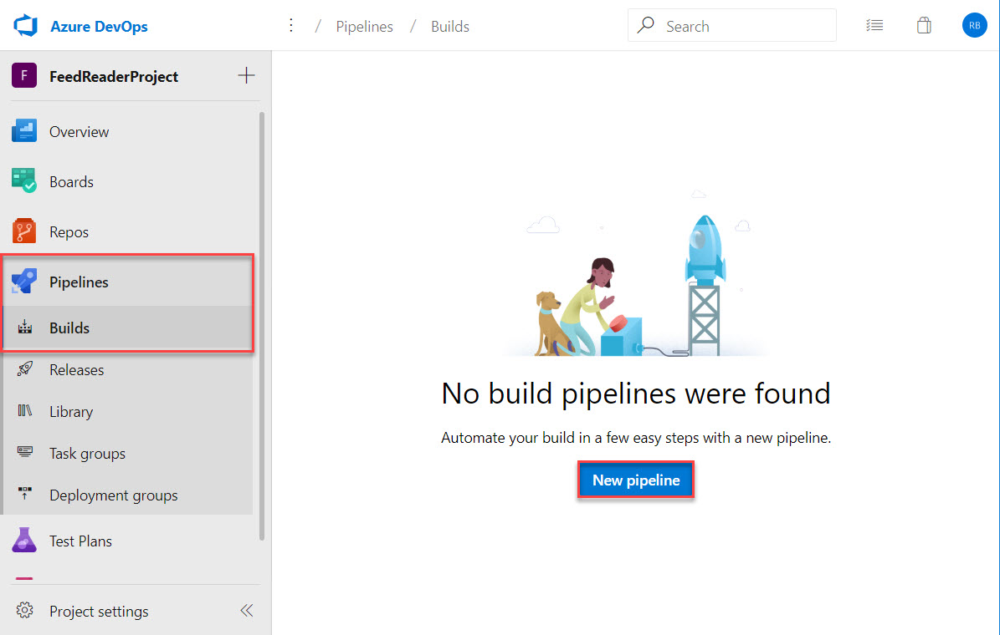 Azure DevOps
/ Pipelines / Builds
Search
RB
F
FeedReaderProject
Overview
Boards
Repos
Pipelines
Builds
Releases
Library
Task groups
Deployment groups
Test Plans
Project settings
No build pipelines were found
Automate your build in a few easy steps with a new pipeline.
New pipeline